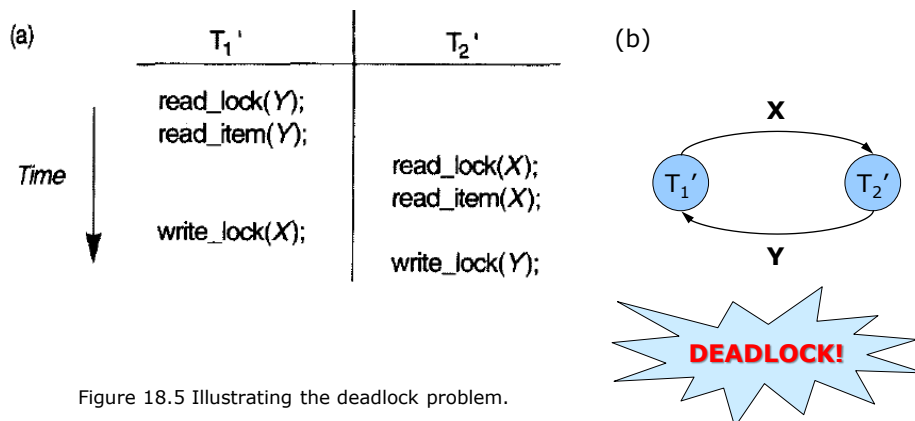 (a)
T₁'
T₂'
read_lock(Y);
read_item(Y);
read_lock(X);
Time
read_item(X);
write_lock(X);
write_lock(Y);
Figure 18.5 Illustrating the deadlock problem.
(b)
X
T₁’
T₂’
Y
DEADLOCK!